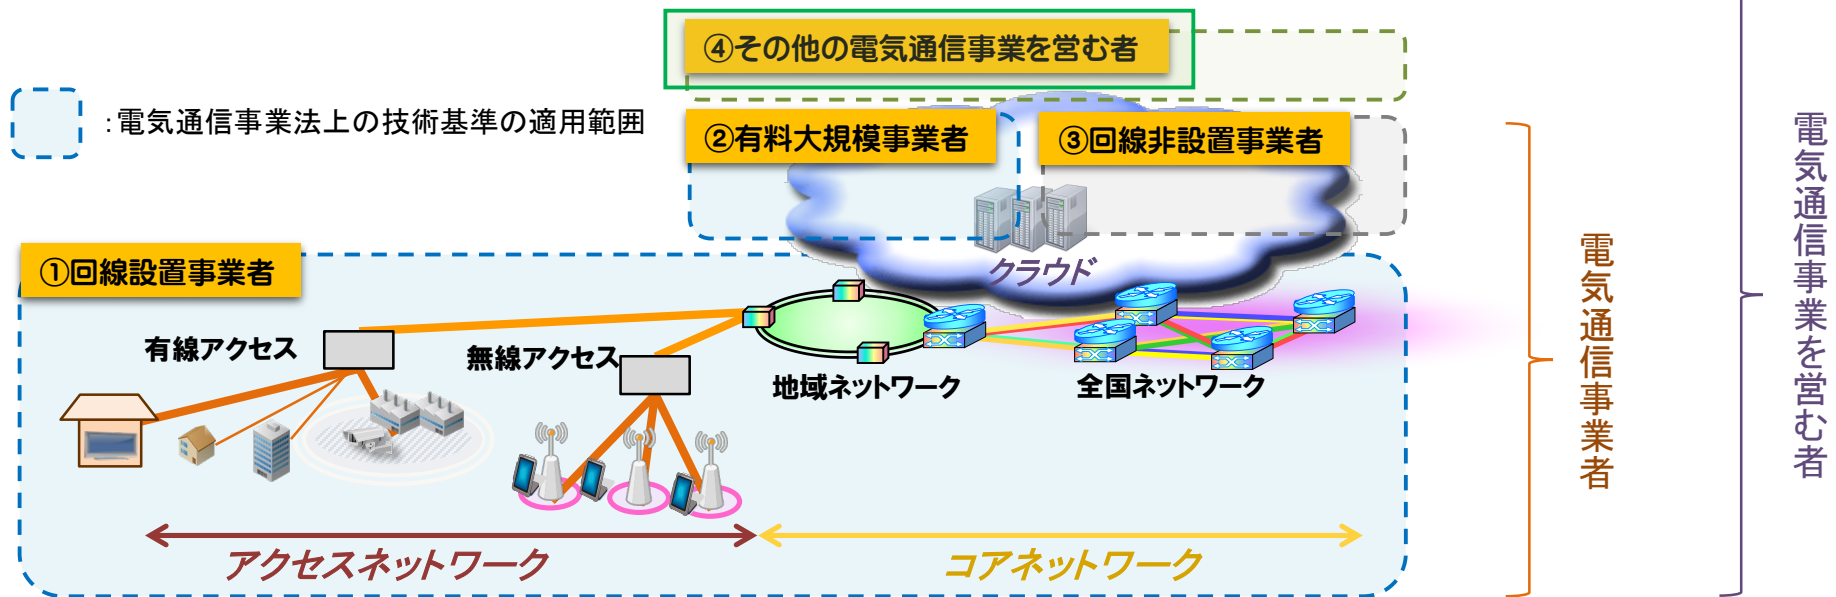 ④その他の電気通信事業を営む者
:電気通信事業法上の技術基準の適用範囲
②有料大規模事業者
③回線非設置事業者
クラウド
①回線設置事業者
有線アクセス
無線アクセス
地域ネットワーク
全国ネットワーク
アクセスネットワーク
コアネットワーク
電気通信事業者
電気通信事業を営む者